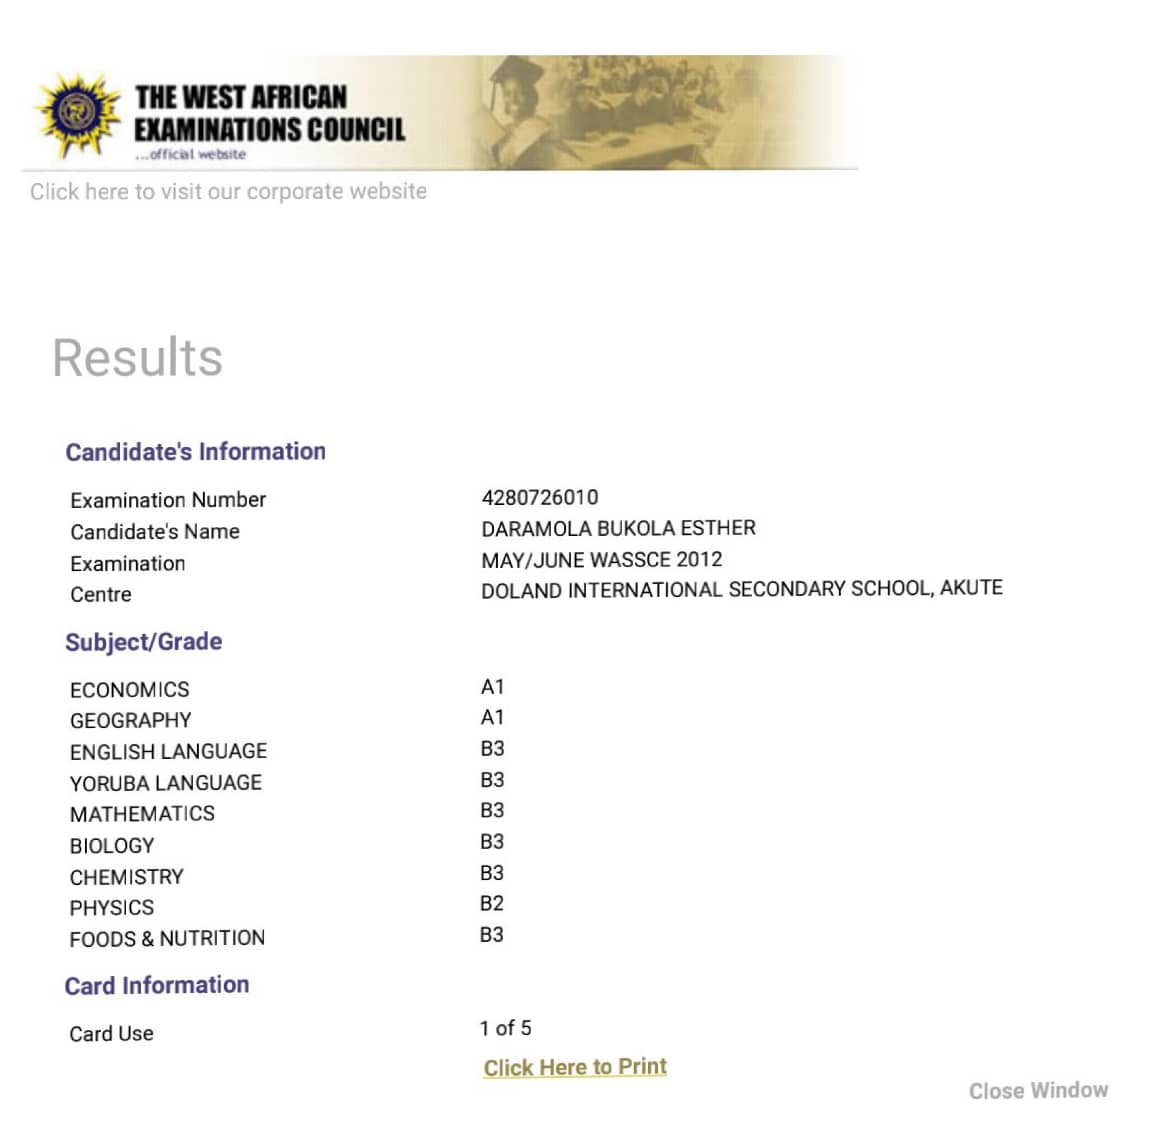 THE WEST AFRICAN
EXAMINATIONS COUNCIL
...official website
Click here to visit our corporate website
Results
Candidate's Information
Examination Number 4280726010
Candidate's Name DARAMOLA BUKOLA ESTHER
Examination MAY/JUNE WASSCE 2012
Centre DOLAND INTERNATIONAL SECONDARY SCHOOL, AKUTE
Subject/Grade
ECONOMICS A1
GEOGRAPHY A1
ENGLISH LANGUAGE B3
YORUBA LANGUAGE B3
MATHEMATICS B3
BIOLOGY B3
CHEMISTRY B3
PHYSICS B2
FOODS & NUTRITION B3
Card Information
Card Use 1 of 5
Click Here to Print
Close Window